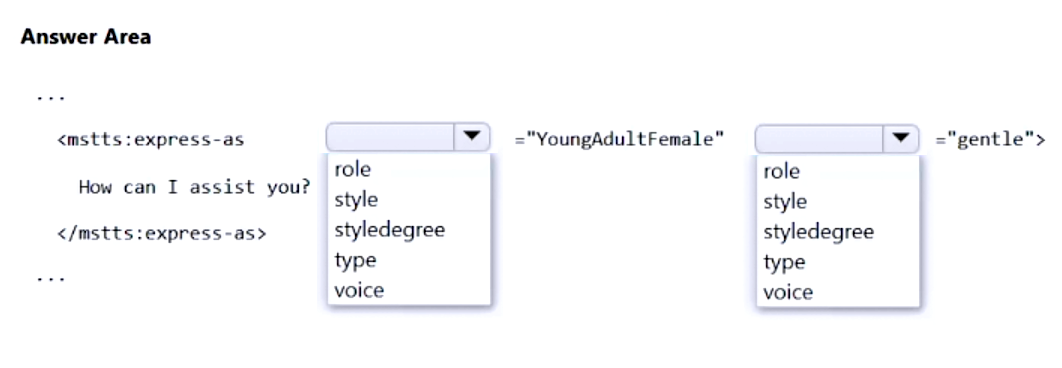 Answer Area
...
<mstts:express-as ="YoungAdultFemale" ="gentle">
role
style
styledegree
type
voice
role
style
styledegree
type
voice
How can I assist you?
</mstts:express-as>
...